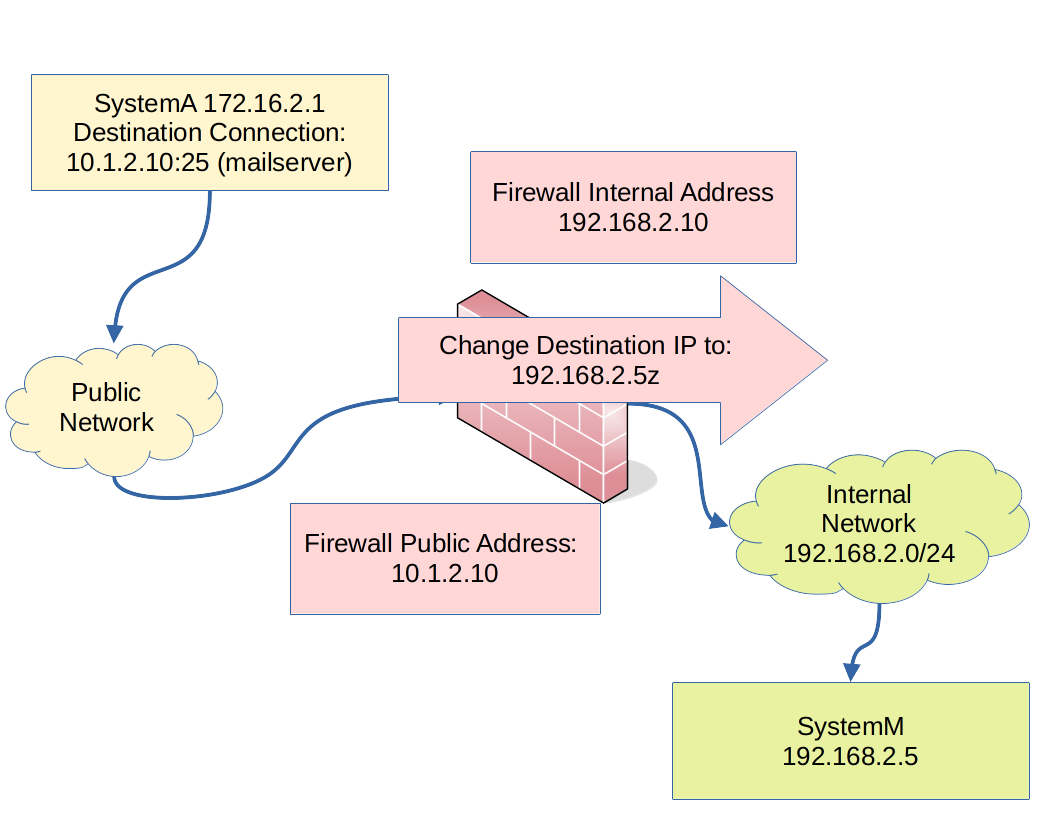 SystemA 172.16.2.1
Destination Connection:
10.1.2.10:25 (mailserver)
Firewall Internal Address
192.168.2.10
Change Destination IP to:
192.168.2.5z
Public
Network
Firewall Public Address:
10.1.2.10
Internal
Network
192.168.2.0/24
SystemM
192.168.2.5